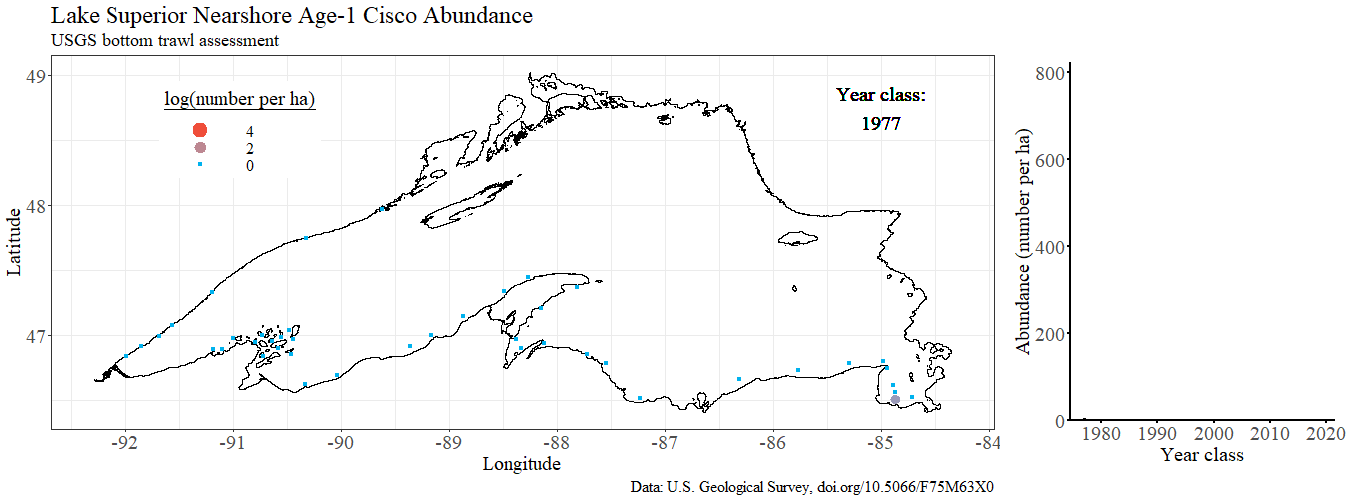 Lake Superior Nearshore Age-1 Cisco Abundance
USGS bottom trawl assessment
log(number per ha)
4
2
0
Year class:
1977
49
48
47
Latitude
-92 -91 -90 -89 -88 -87 -86 -85 -84
Longitude
800
600
400
200
0
Abundance (number per ha)
1980 1990 2000 2010 2020
Year class
Data: U.S. Geological Survey, doi.org/10.5066/F75M63X0